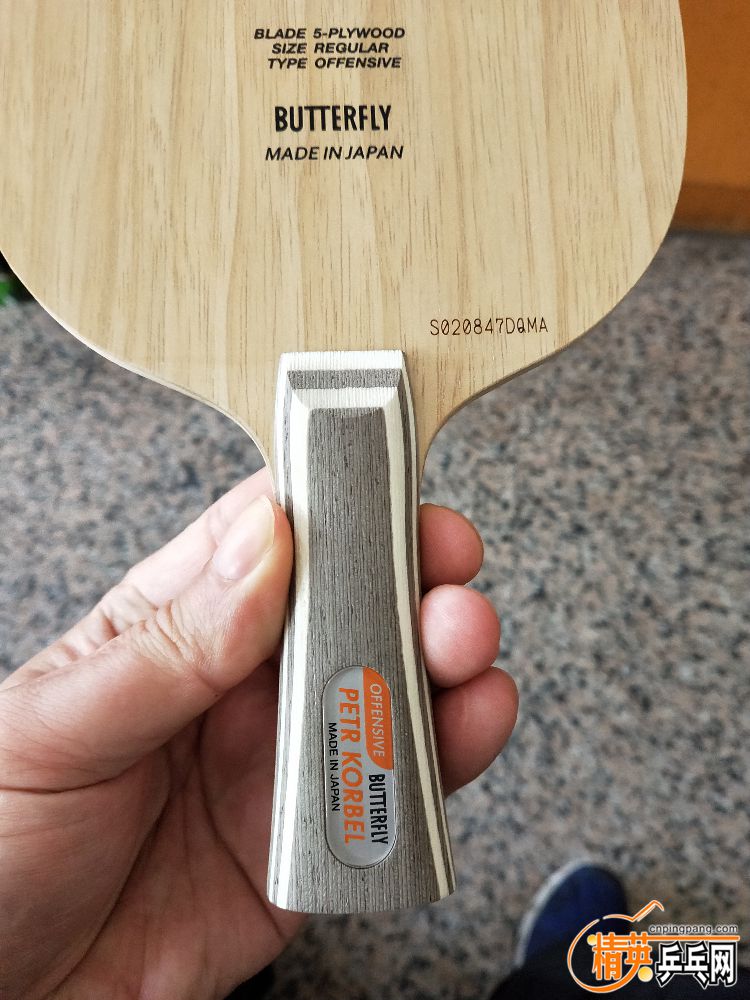 BLADE 5-PLYWOOD
SIZE REGULAR
TYPE OFFENSIVE
BUTTERFLY
MADE IN JAPAN
S020847DQMA
OFFENSIVE BUTTERFLY
PETR KORBEL
MADE IN JAPAN
cnpingpang.com
精英乒乓网